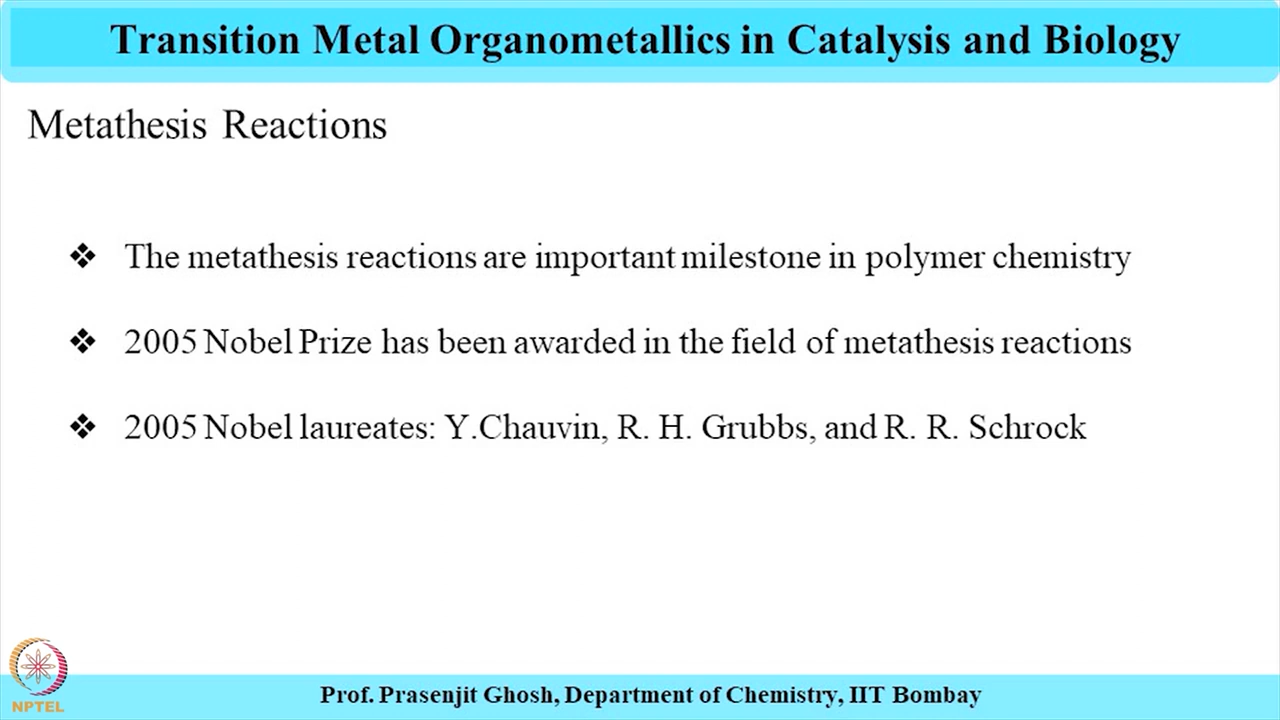 Transition Metal Organometallics in Catalysis and Biology
Metathesis Reactions
❖ The metathesis reactions are important milestone in polymer chemistry
❖ 2005 Nobel Prize has been awarded in the field of metathesis reactions
❖ 2005 Nobel laureates: Y.Chauvin, R. H. Grubbs, and R. R. Schrock
NPTEL
Prof. Prasenjit Ghosh, Department of Chemistry, IIT Bombay